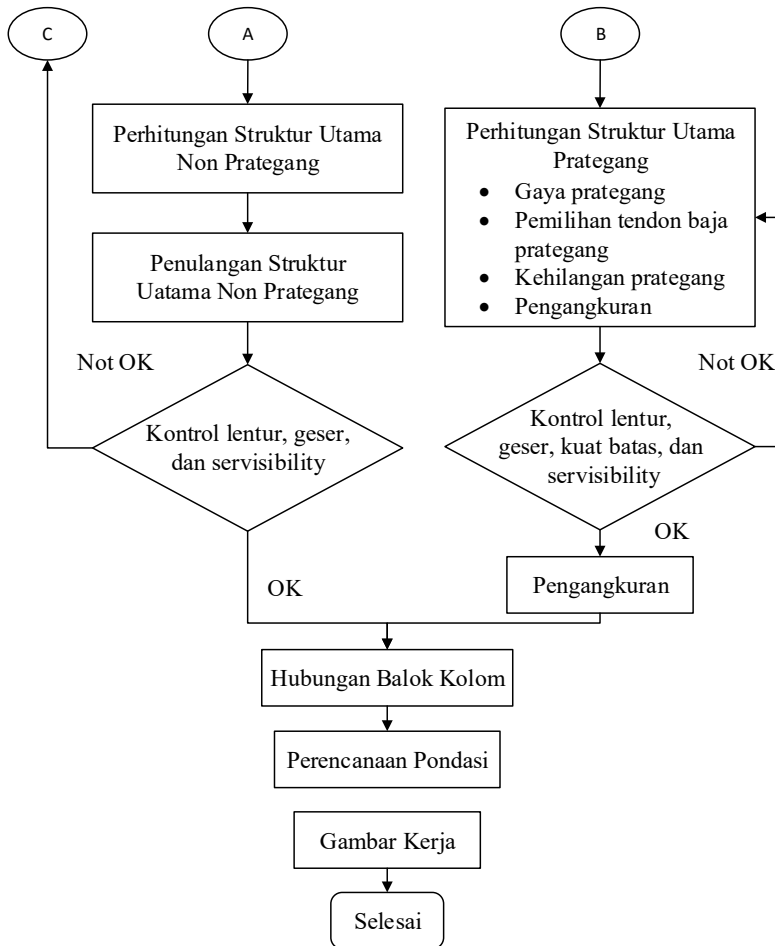 C
A
B
Perhitungan Struktur Utama
Non Prategang
Perhitungan Struktur Utama
Prategang
• Gaya prategang
• Pemilihan tendon baja
prategang
• Kehilangan prategang
• Pengangkuran
Penulangan Struktur
Uatama Non Prategang
Not OK
Not OK
Kontrol lentur, geser,
dan servisibility
Kontrol lentur,
geser, kuat batas, dan
servisibility
OK
OK
Pengangkuran
Hubungan Balok Kolom
Perencanaan Pondasi
Gambar Kerja
Selesai